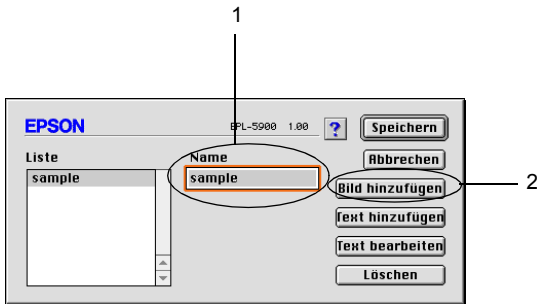 1
EPSON
EPL-5900 1.00
?
Speichern
Liste
Name
Abbrechen
sample
sample
Bild hinzufügen
2
Text hinzufügen
Text bearbeiten
Löschen